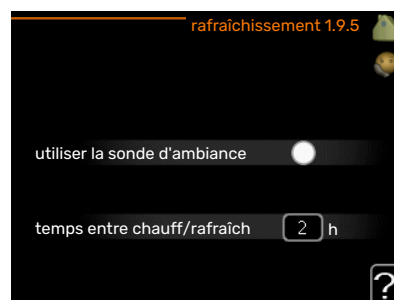 rafraîchissement 1.9.5
utiliser la sonde d'ambiance
temps entre chauff/rafraîch 2 h
?